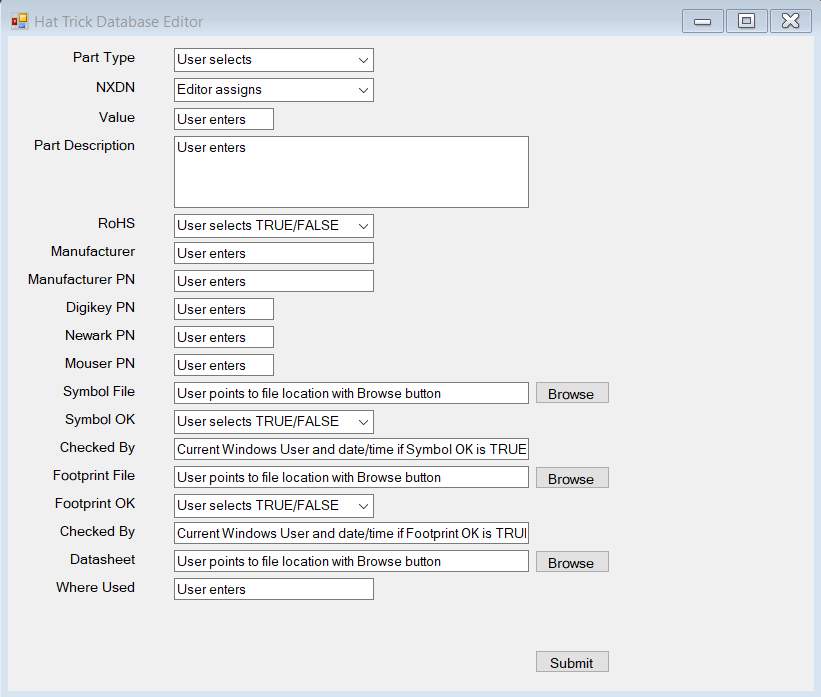 Hat Trick Database Editor
Part Type User selects
NXDN Editor assigns
Value User enters
Part Description User enters
RoHS User selects TRUE/FALSE
Manufacturer User enters
Manufacturer PN User enters
Digikey PN User enters
Newark PN User enters
Mouser PN User enters
Symbol File User points to file location with Browse button Browse
Symbol OK User selects TRUE/FALSE
Checked By Current Windows User and date/time if Symbol OK is TRUE
Footprint File User points to file location with Browse button Browse
Footprint OK User selects TRUE/FALSE
Checked By Current Windows User and date/time if Footprint OK is TRU
Datasheet User points to file location with Browse button Browse
Where Used User enters
Submit